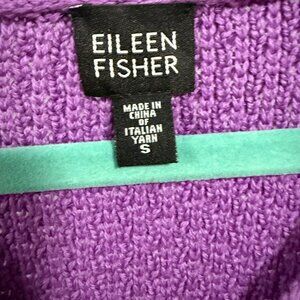 EILEEN
FISHER
MADE IN
CHINA
OF
ITALIAN
YARN
S